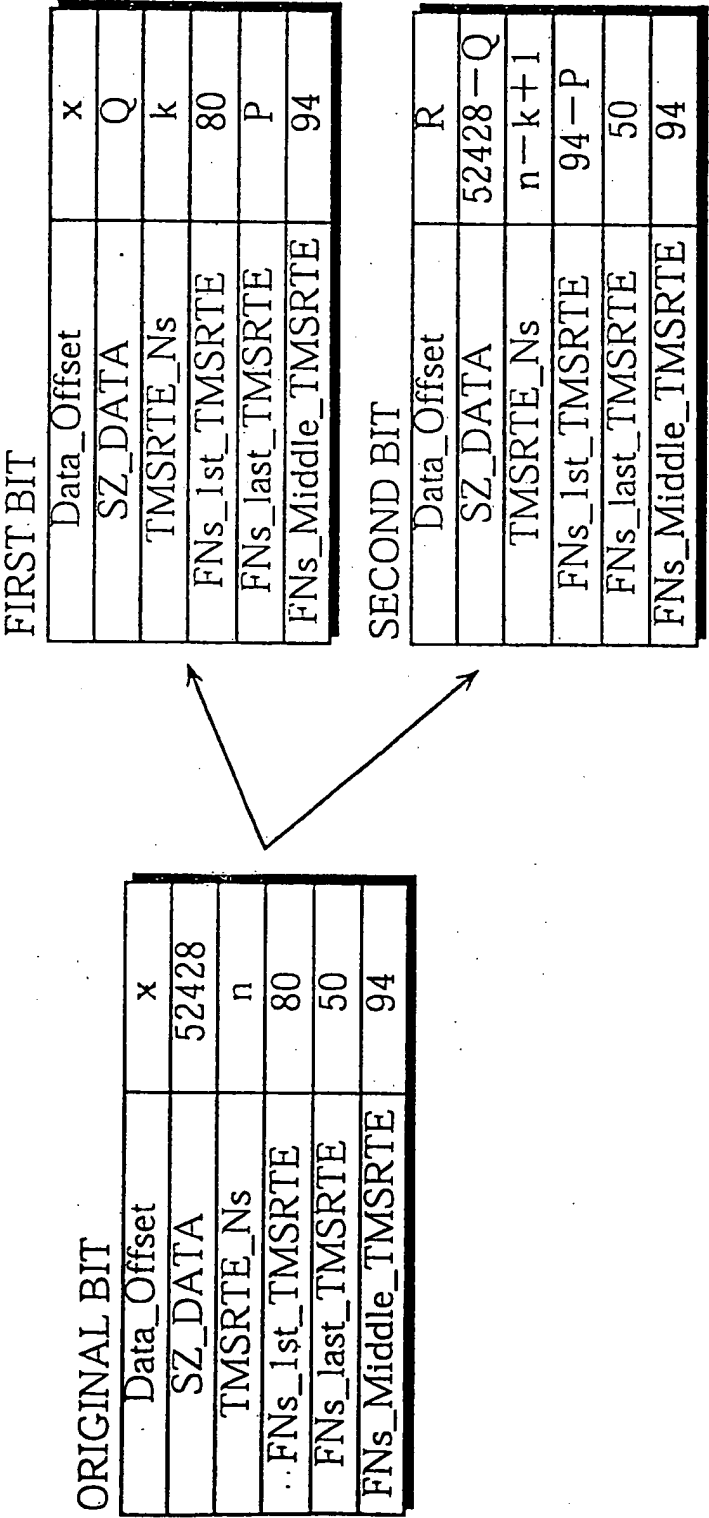 ORIGINAL BIT
Data_Offset x
SZ_DATA 52428
TMSRTE_Ns n
FNs_1st_TMSRTE 80
FNs_last_TMSRTE 50
FNs_Middle_TMSRTE 94
FIRST BIT
Data_Offset x
SZ_DATA Q
TMSRTE_Ns k
FNs_1st_TMSRTE 80
FNs_last_TMSRTE P
FNs_Middle_TMSRTE 94
SECOND BIT
Data_Offset R
SZ_DATA 52428-Q
TMSRTE_Ns n-k+1
FNs_1st_TMSRTE 94-P
FNs_last_TMSRTE 50
FNs_Middle_TMSRTE 94